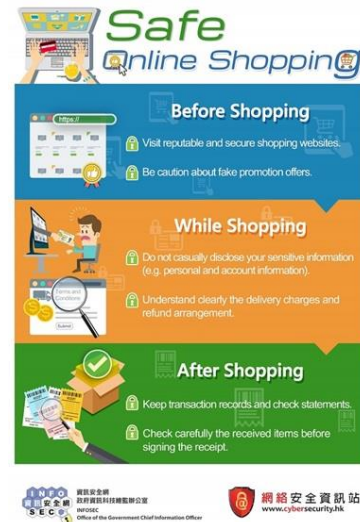 Safe
Online Shopping
https://
Before Shopping
Visit reputable and secure shopping websites.
Be caution about fake promotion offers.
While Shopping
Do not casually disclose your sensitive information
(e.g. personal and account information).
Terms and
Conditions
Submit
Understand clearly the delivery charges and
refund arrangement.
After Shopping
Keep transaction records and check statements.
Check carefully the received items before
signing the receipt.
INFO
資訊安全網
SEC
資訊安全網
政府資訊科技總監辦公室
INFOSEC
Office of the Government Chief Information Officer
網絡安全資訊站
www.cybersecurity.hk